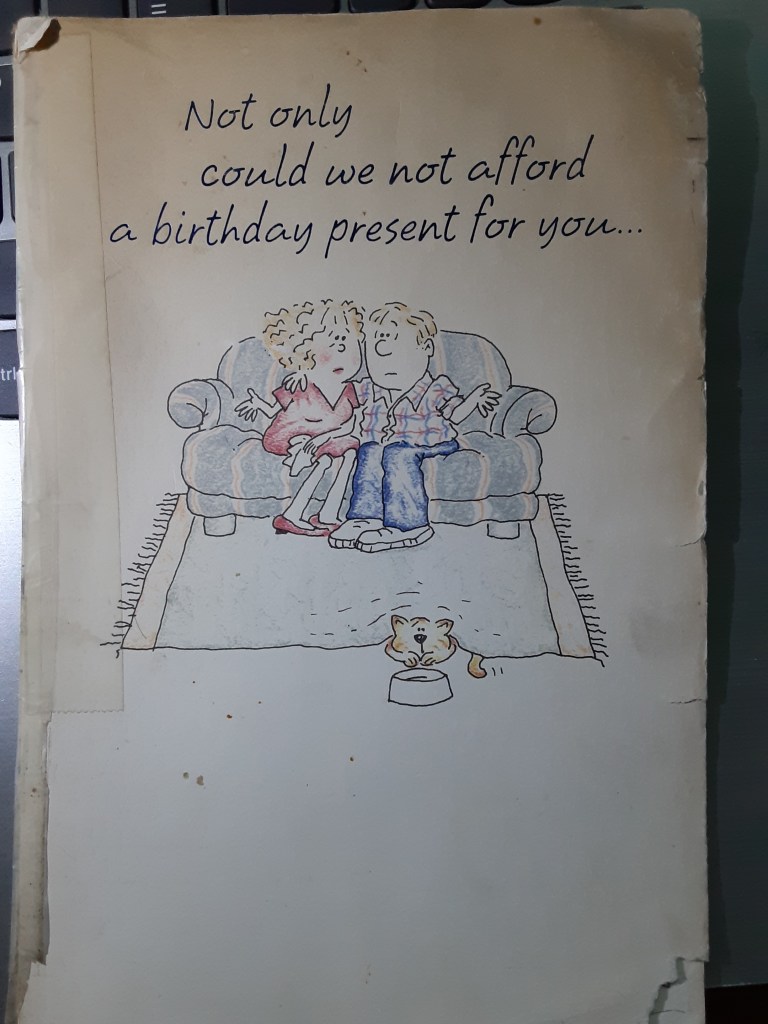 Not only
could we not afford
a birthday present for you...